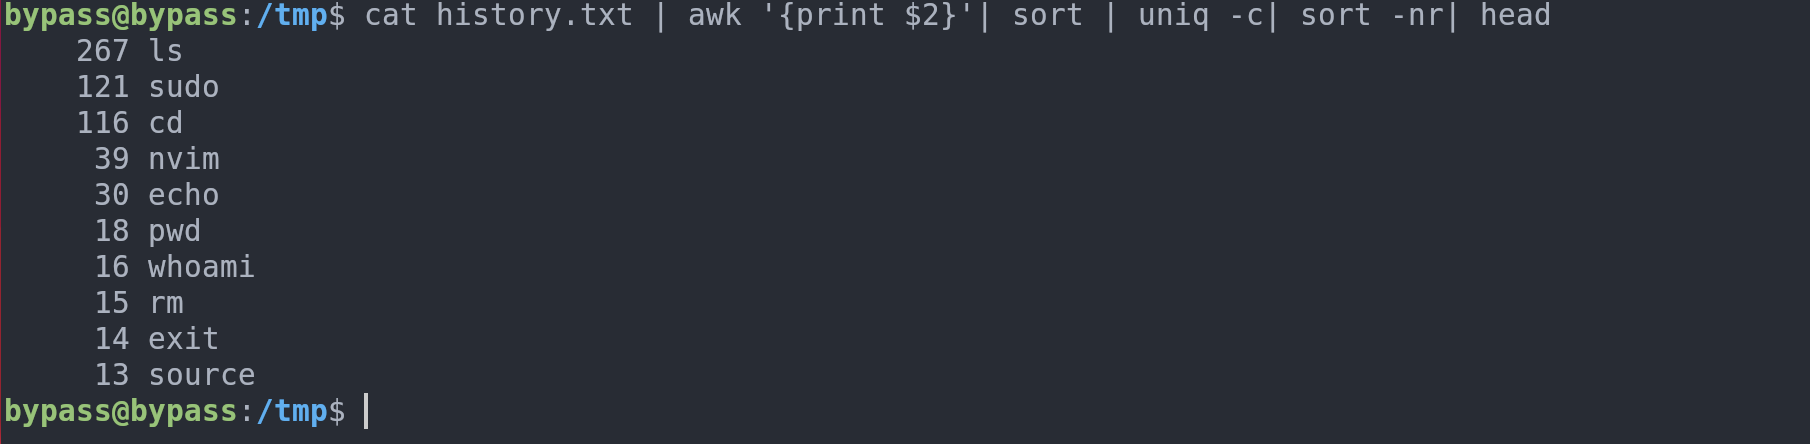 bypass@bypass:/tmp$ cat history.txt | awk '{print $2}'| sort | uniq -c| sort -nr| head
    267 ls
    121 sudo
    116 cd
     39 nvim
     30 echo
     18 pwd
     16 whoami
     15 rm
     14 exit
     13 source
bypass@bypass:/tmp$